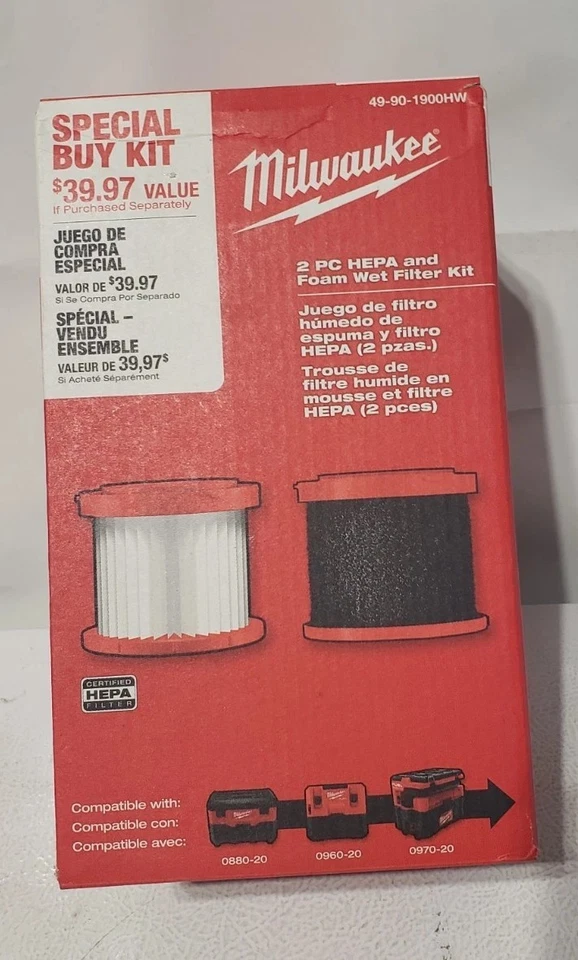 49-90-1900HW
SPECIAL
BUY KIT
$39.97 VALUE
If Purchased Separately
JUEGO DE
COMPRA
ESPECIAL
VALOR DE $39.97
Si Se Compra Por Separado
SPÉCIAL –
VENDU
ENSEMBLE
VALEUR DE 39,97$
Si Acheté Séparément
Milwaukee
2 PC HEPA and
Foam Wet Filter Kit
Juego de filtro
húmedo de
espuma y filtro
HEPA (2 pzas.)
Trousse de
filtre humide en
mousse et filtre
HEPA (2 pces)
CERTIFIED
HEPA
FILTER
Compatible with:
Compatible con:
Compatible avec:
0880-20
0960-20
0970-20